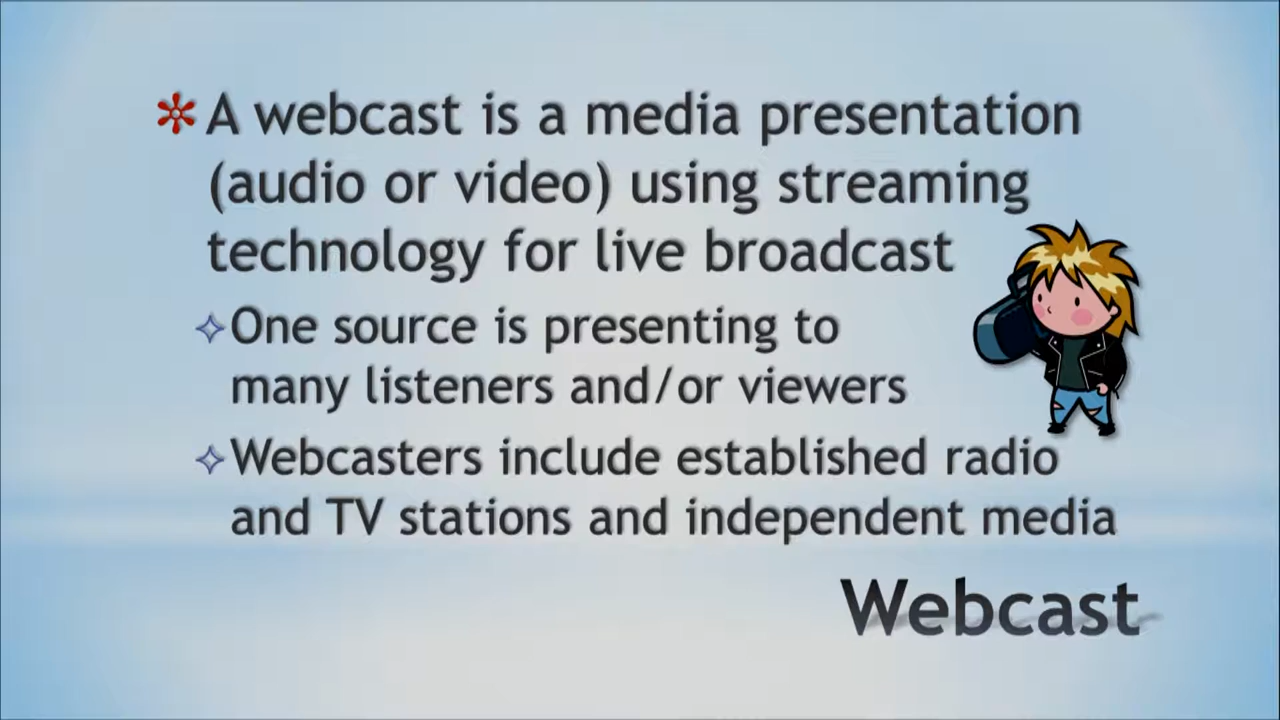 A webcast is a media presentation
(audio or video) using streaming
technology for live broadcast
One source is presenting to
many listeners and/or viewers
Webcasters include established radio
and TV stations and independent media
Webcast